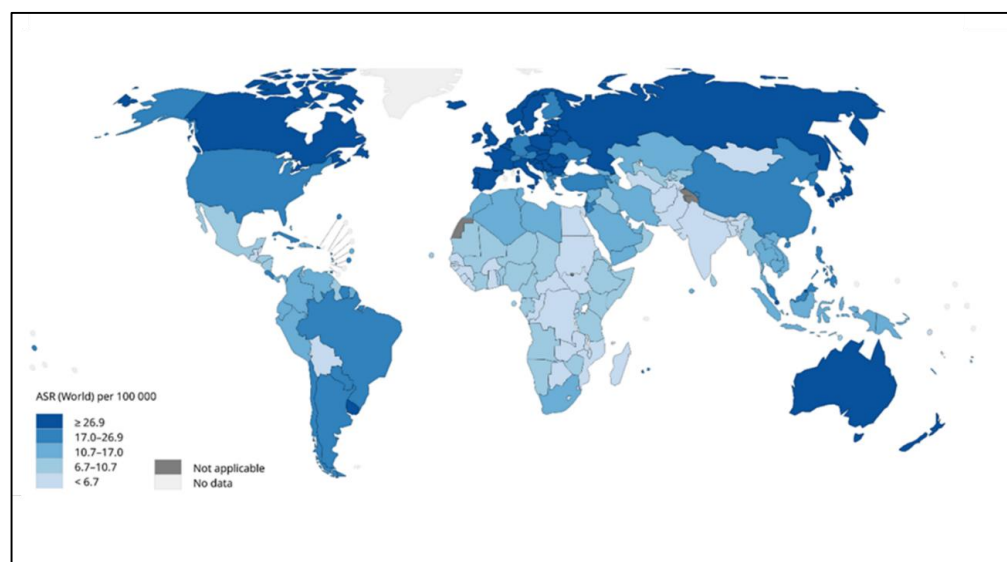 ASR (World) per 100 000
≥ 26.9
17.0–26.9
10.7–17.0
6.7–10.7
< 6.7
Not applicable
No data